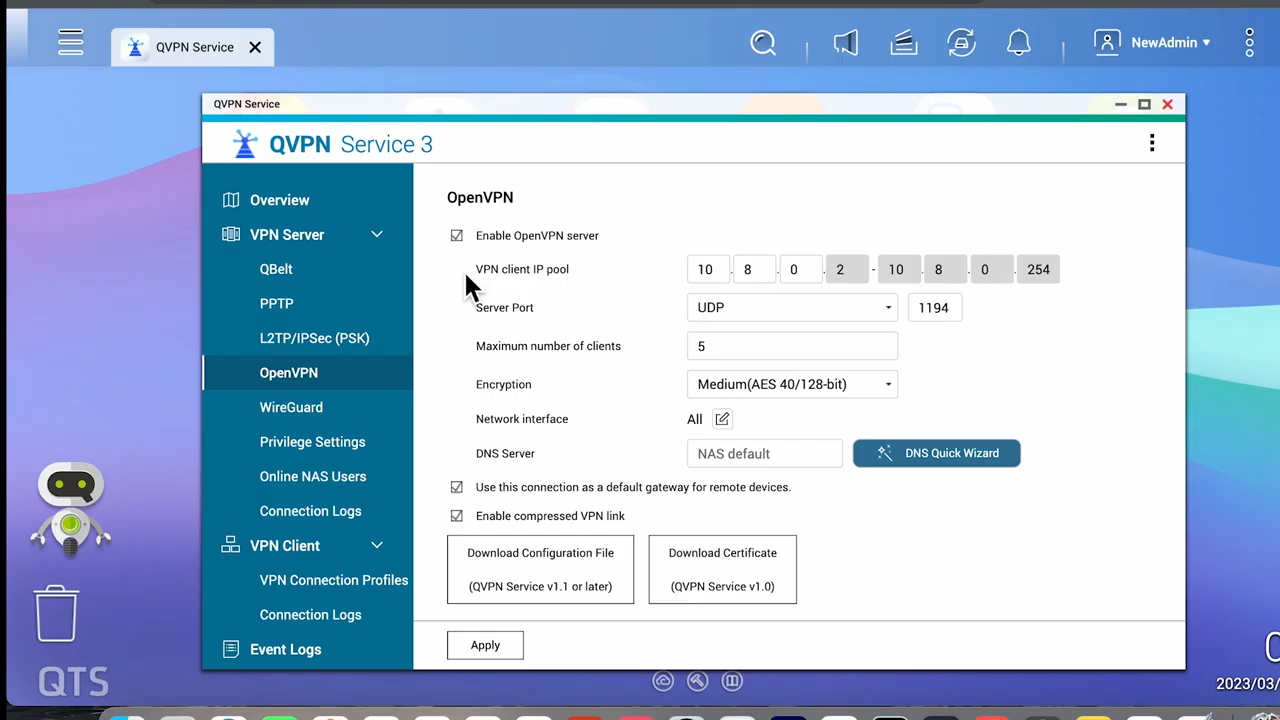 QVPN Service
NewAdmin
QVPN Service
QVPN Service 3
Overview
VPN Server
QBelt
PPTP
L2TP/IPSec (PSK)
OpenVPN
WireGuard
Privilege Settings
Online NAS Users
Connection Logs
VPN Client
VPN Connection Profiles
Connection Logs
Event Logs
OpenVPN
Enable OpenVPN server
VPN client IP pool 10 . 8 . 0 . 2 - 10 . 8 . 0 . 254
Server Port UDP 1194
Maximum number of clients 5
Encryption Medium(AES 40/128-bit)
Network interface All
DNS Server NAS default DNS Quick Wizard
Use this connection as a default gateway for remote devices.
Enable compressed VPN link
Download Configuration File
(QVPN Service v1.1 or later)
Download Certificate
(QVPN Service v1.0)
Apply
QTS
2023/03/